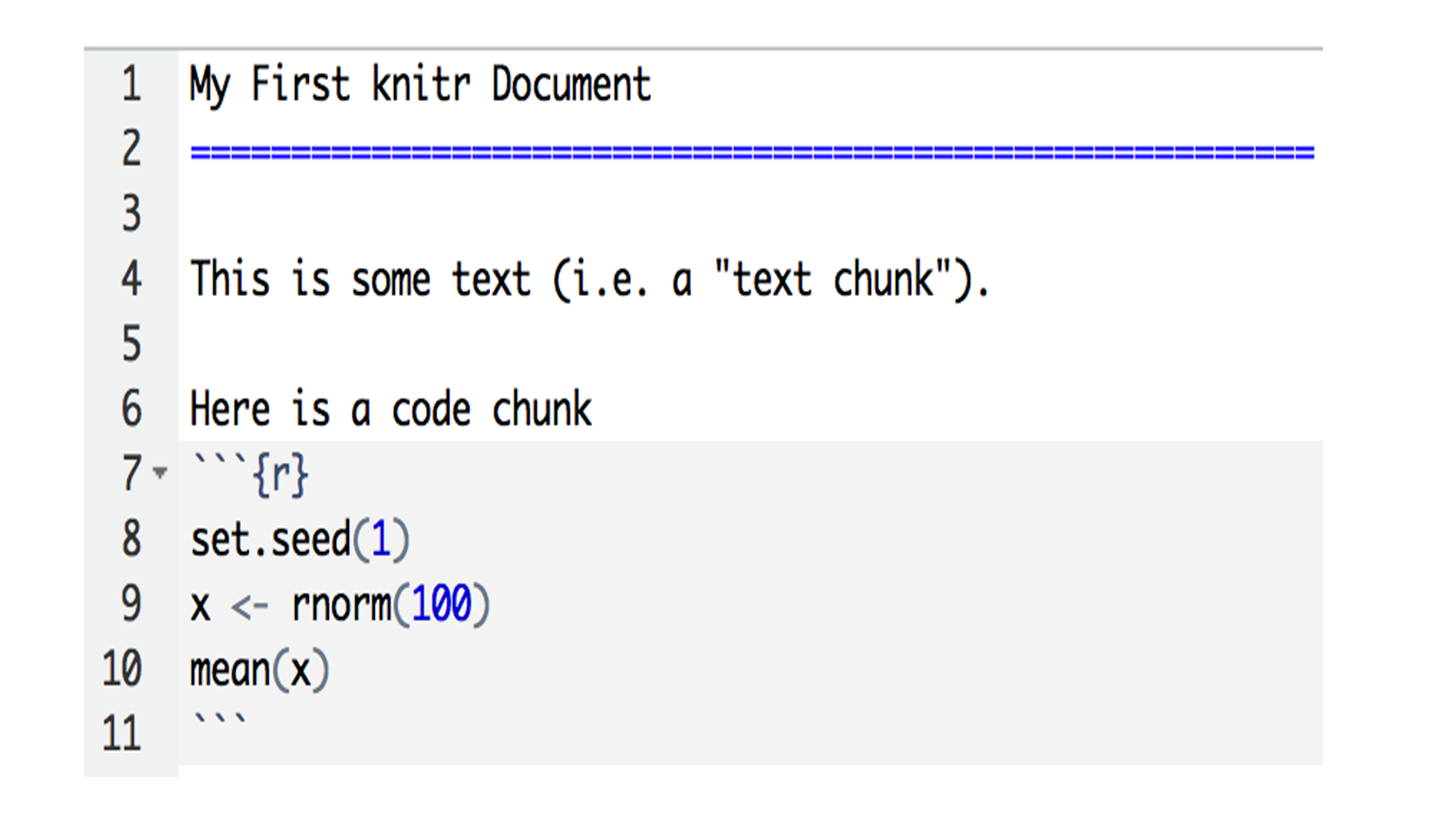 1 My First knitr Document
2 ========================================================
3
4 This is some text (i.e. a "text chunk").
5
6 Here is a code chunk
7 ```{r}
8 set.seed(1)
9 x <- rnorm(100)
10 mean(x)
11 ```